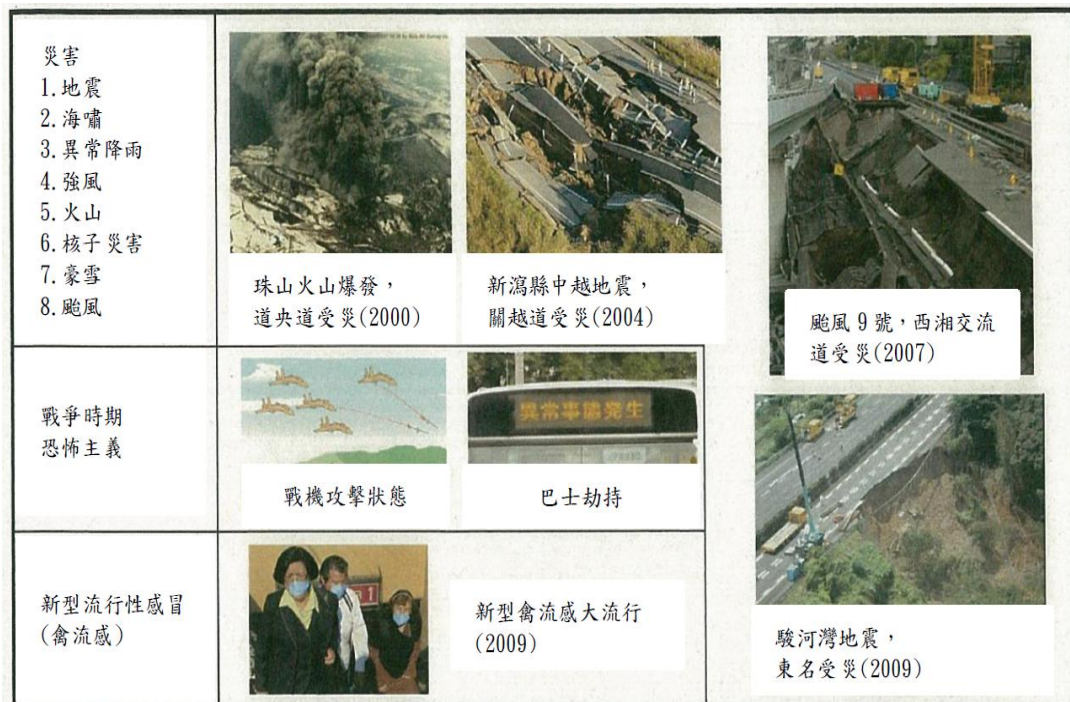 災害
1.地震
2.海嘯
3.異常降雨
4.強風
5.火山
6.核子災害
7.豪雪
8.颱風
珠山火山爆發，
道央道受災(2000)
新瀉縣中越地震，
關越道受災(2004)
颱風9號，西湘交流
道受災(2007)
戰爭時期
恐怖主義
異常事態発生
戰機攻擊狀態
巴士劫持
駿河灣地震，
東名受災(2009)
新型流行性感冒
(禽流感)
1
新型禽流感大流行
(2009)